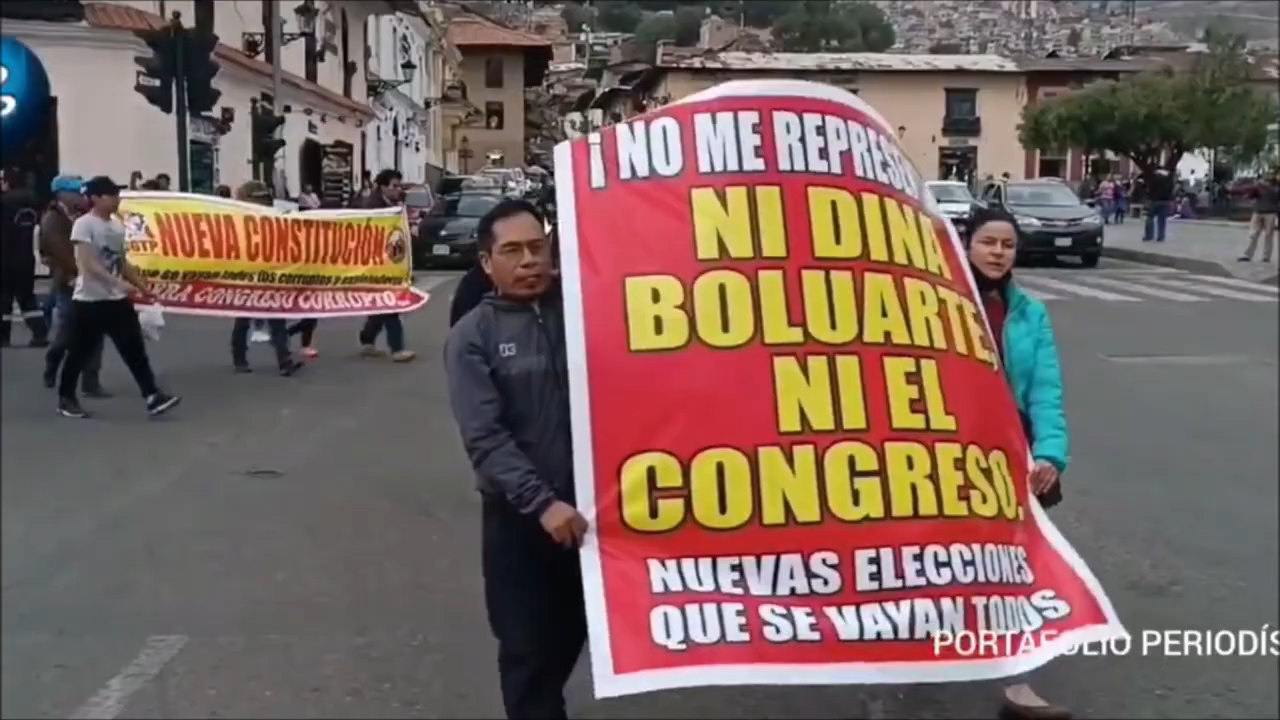 ¡NO ME REPRESE
NI DINA
BOLUARTE,
NI EL
CONGRESO.
NUEVAS ELECCIONES
QUE SE VAYAN TODOS
NUEVA CONSTITUCIÓN
CONGRESO CORRUPTO
PORTAFOLIO PERIODÍS